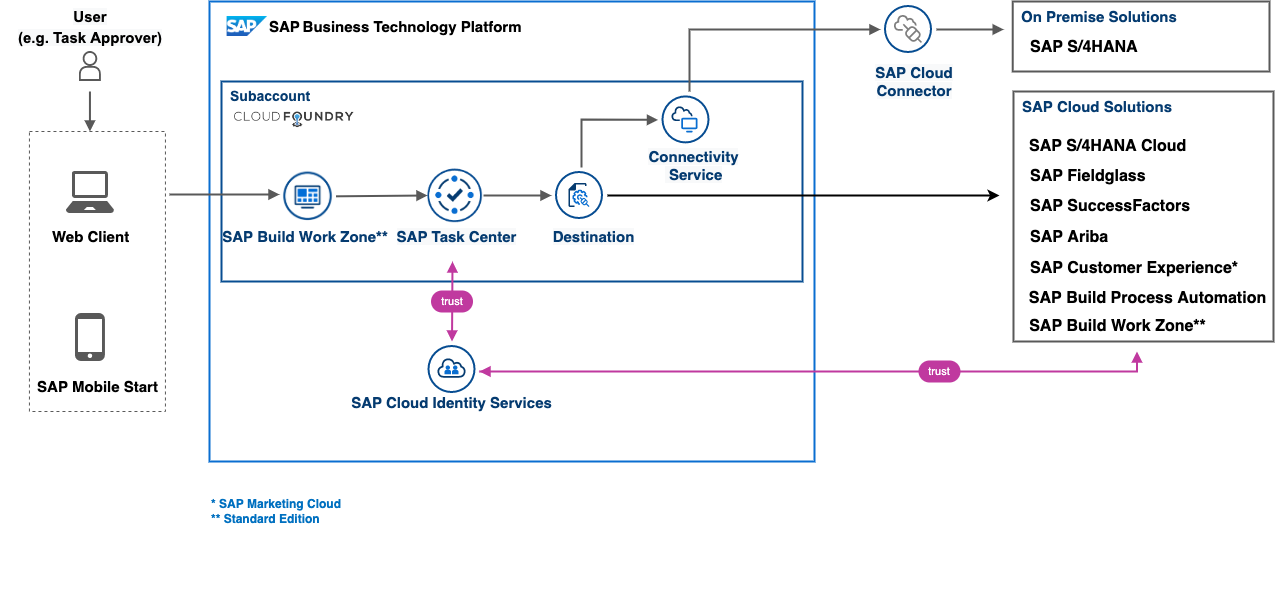 User
(e.g. Task Approver)
Web Client
SAP Mobile Start
SAP SAP Business Technology Platform
Subaccount
CLOUD FOUNDRY
SAP Build Work Zone**
SAP Task Center
Destination
Connectivity
Service
trust
SAP Cloud Identity Services
trust
SAP Cloud
Connector
On Premise Solutions
SAP S/4HANA
SAP Cloud Solutions
SAP S/4HANA Cloud
SAP Fieldglass
SAP SuccessFactors
SAP Ariba
SAP Customer Experience*
SAP Build Process Automation
SAP Build Work Zone**
* SAP Marketing Cloud
** Standard Edition